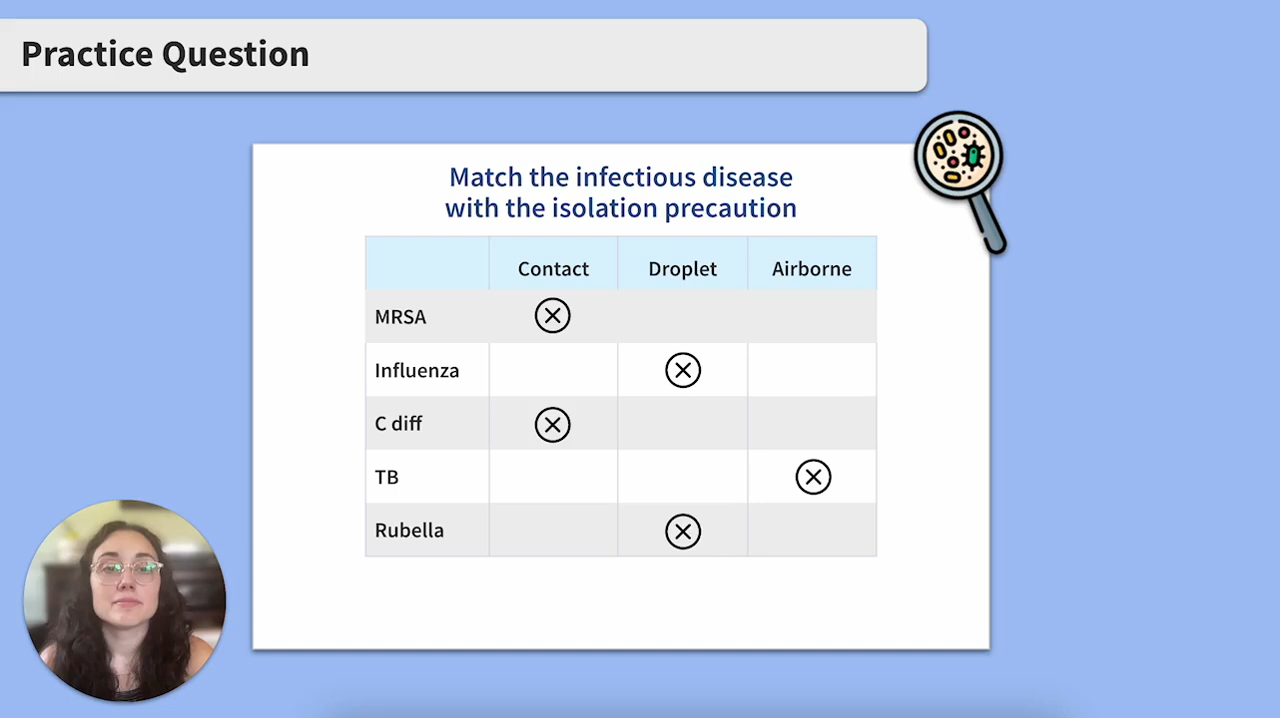 Practice Question
Match the infectious disease
with the isolation precaution
Contact Droplet Airborne
MRSA
Influenza
C diff
TB
Rubella